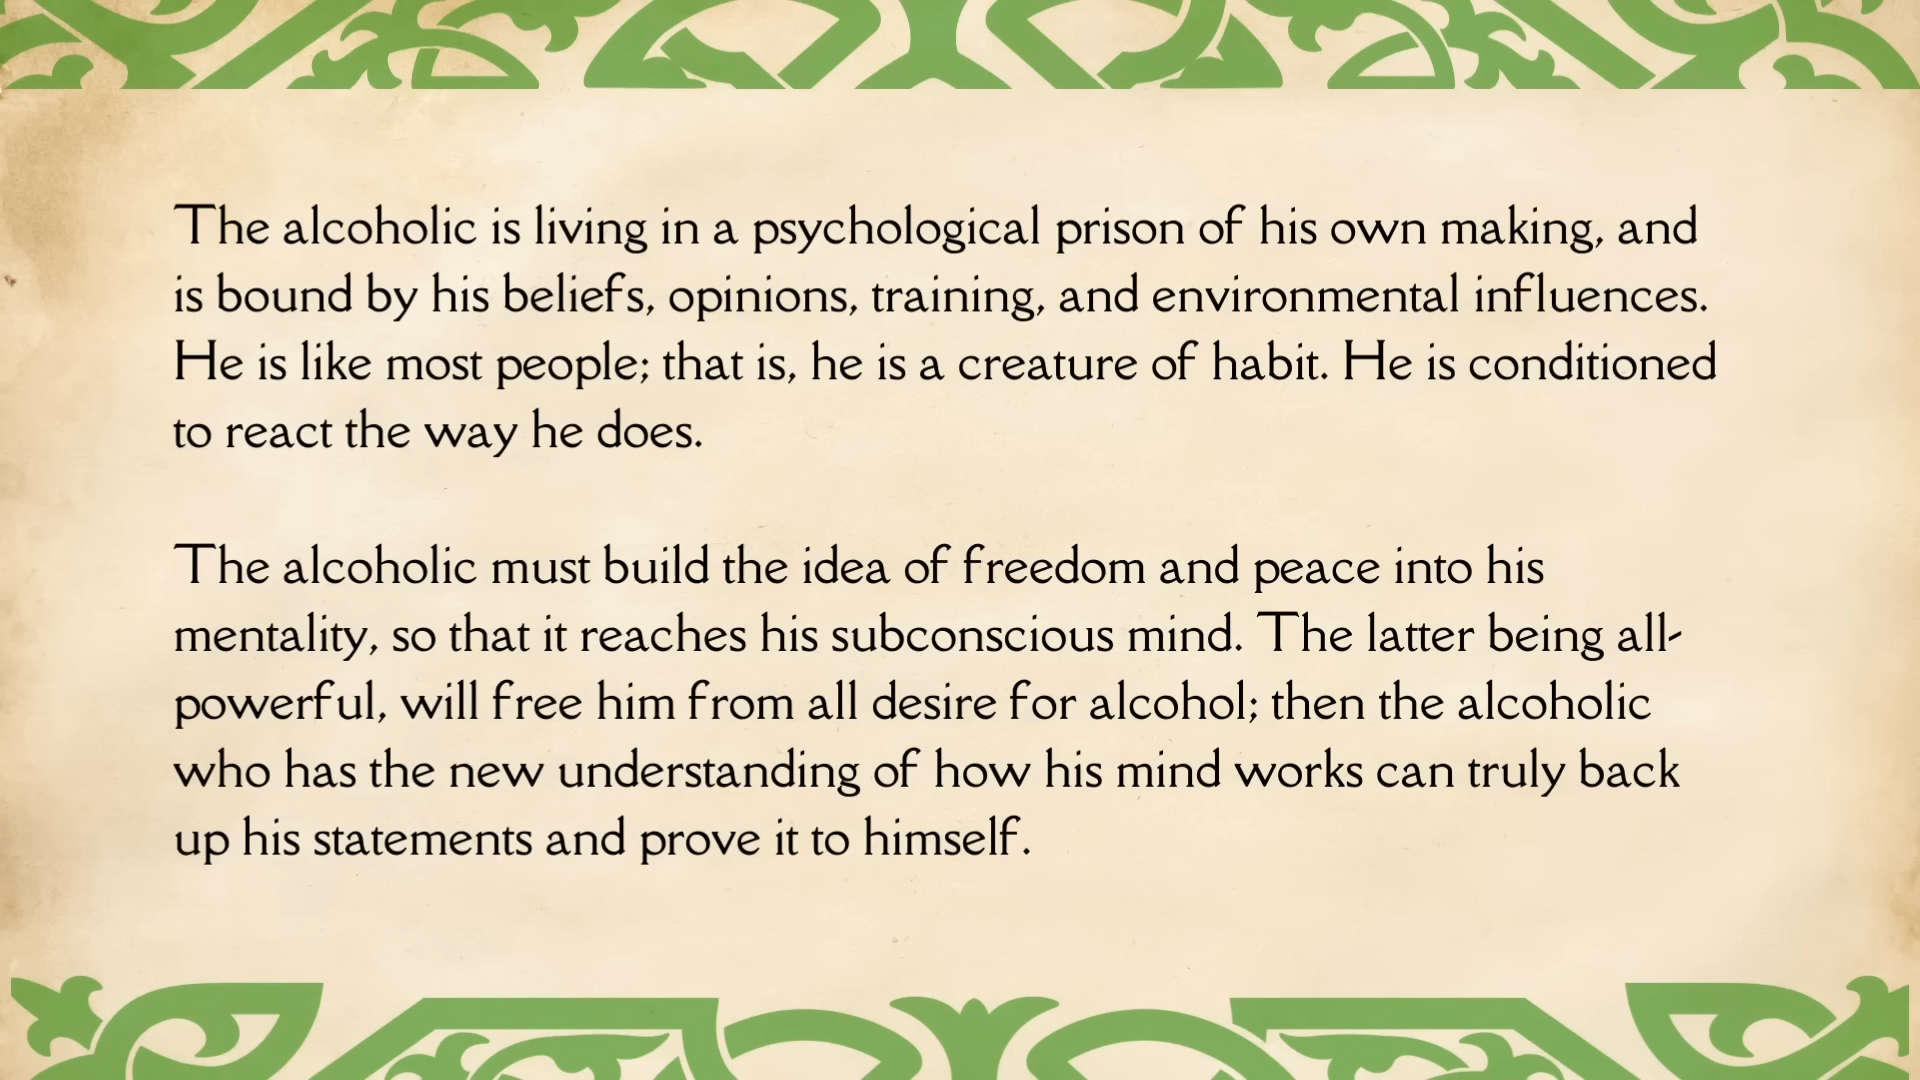 The alcoholic is living in a psychological prison of his own making, and
is bound by his beliefs, opinions, training, and environmental influences.
He is like most people; that is, he is a creature of habit. He is conditioned
to react the way he does.
The alcoholic must build the idea of freedom and peace into his
mentality, so that it reaches his subconscious mind. The latter being all-
powerful, will free him from all desire for alcohol; then the alcoholic
who has the new understanding of how his mind works can truly back
up his statements and prove it to himself.